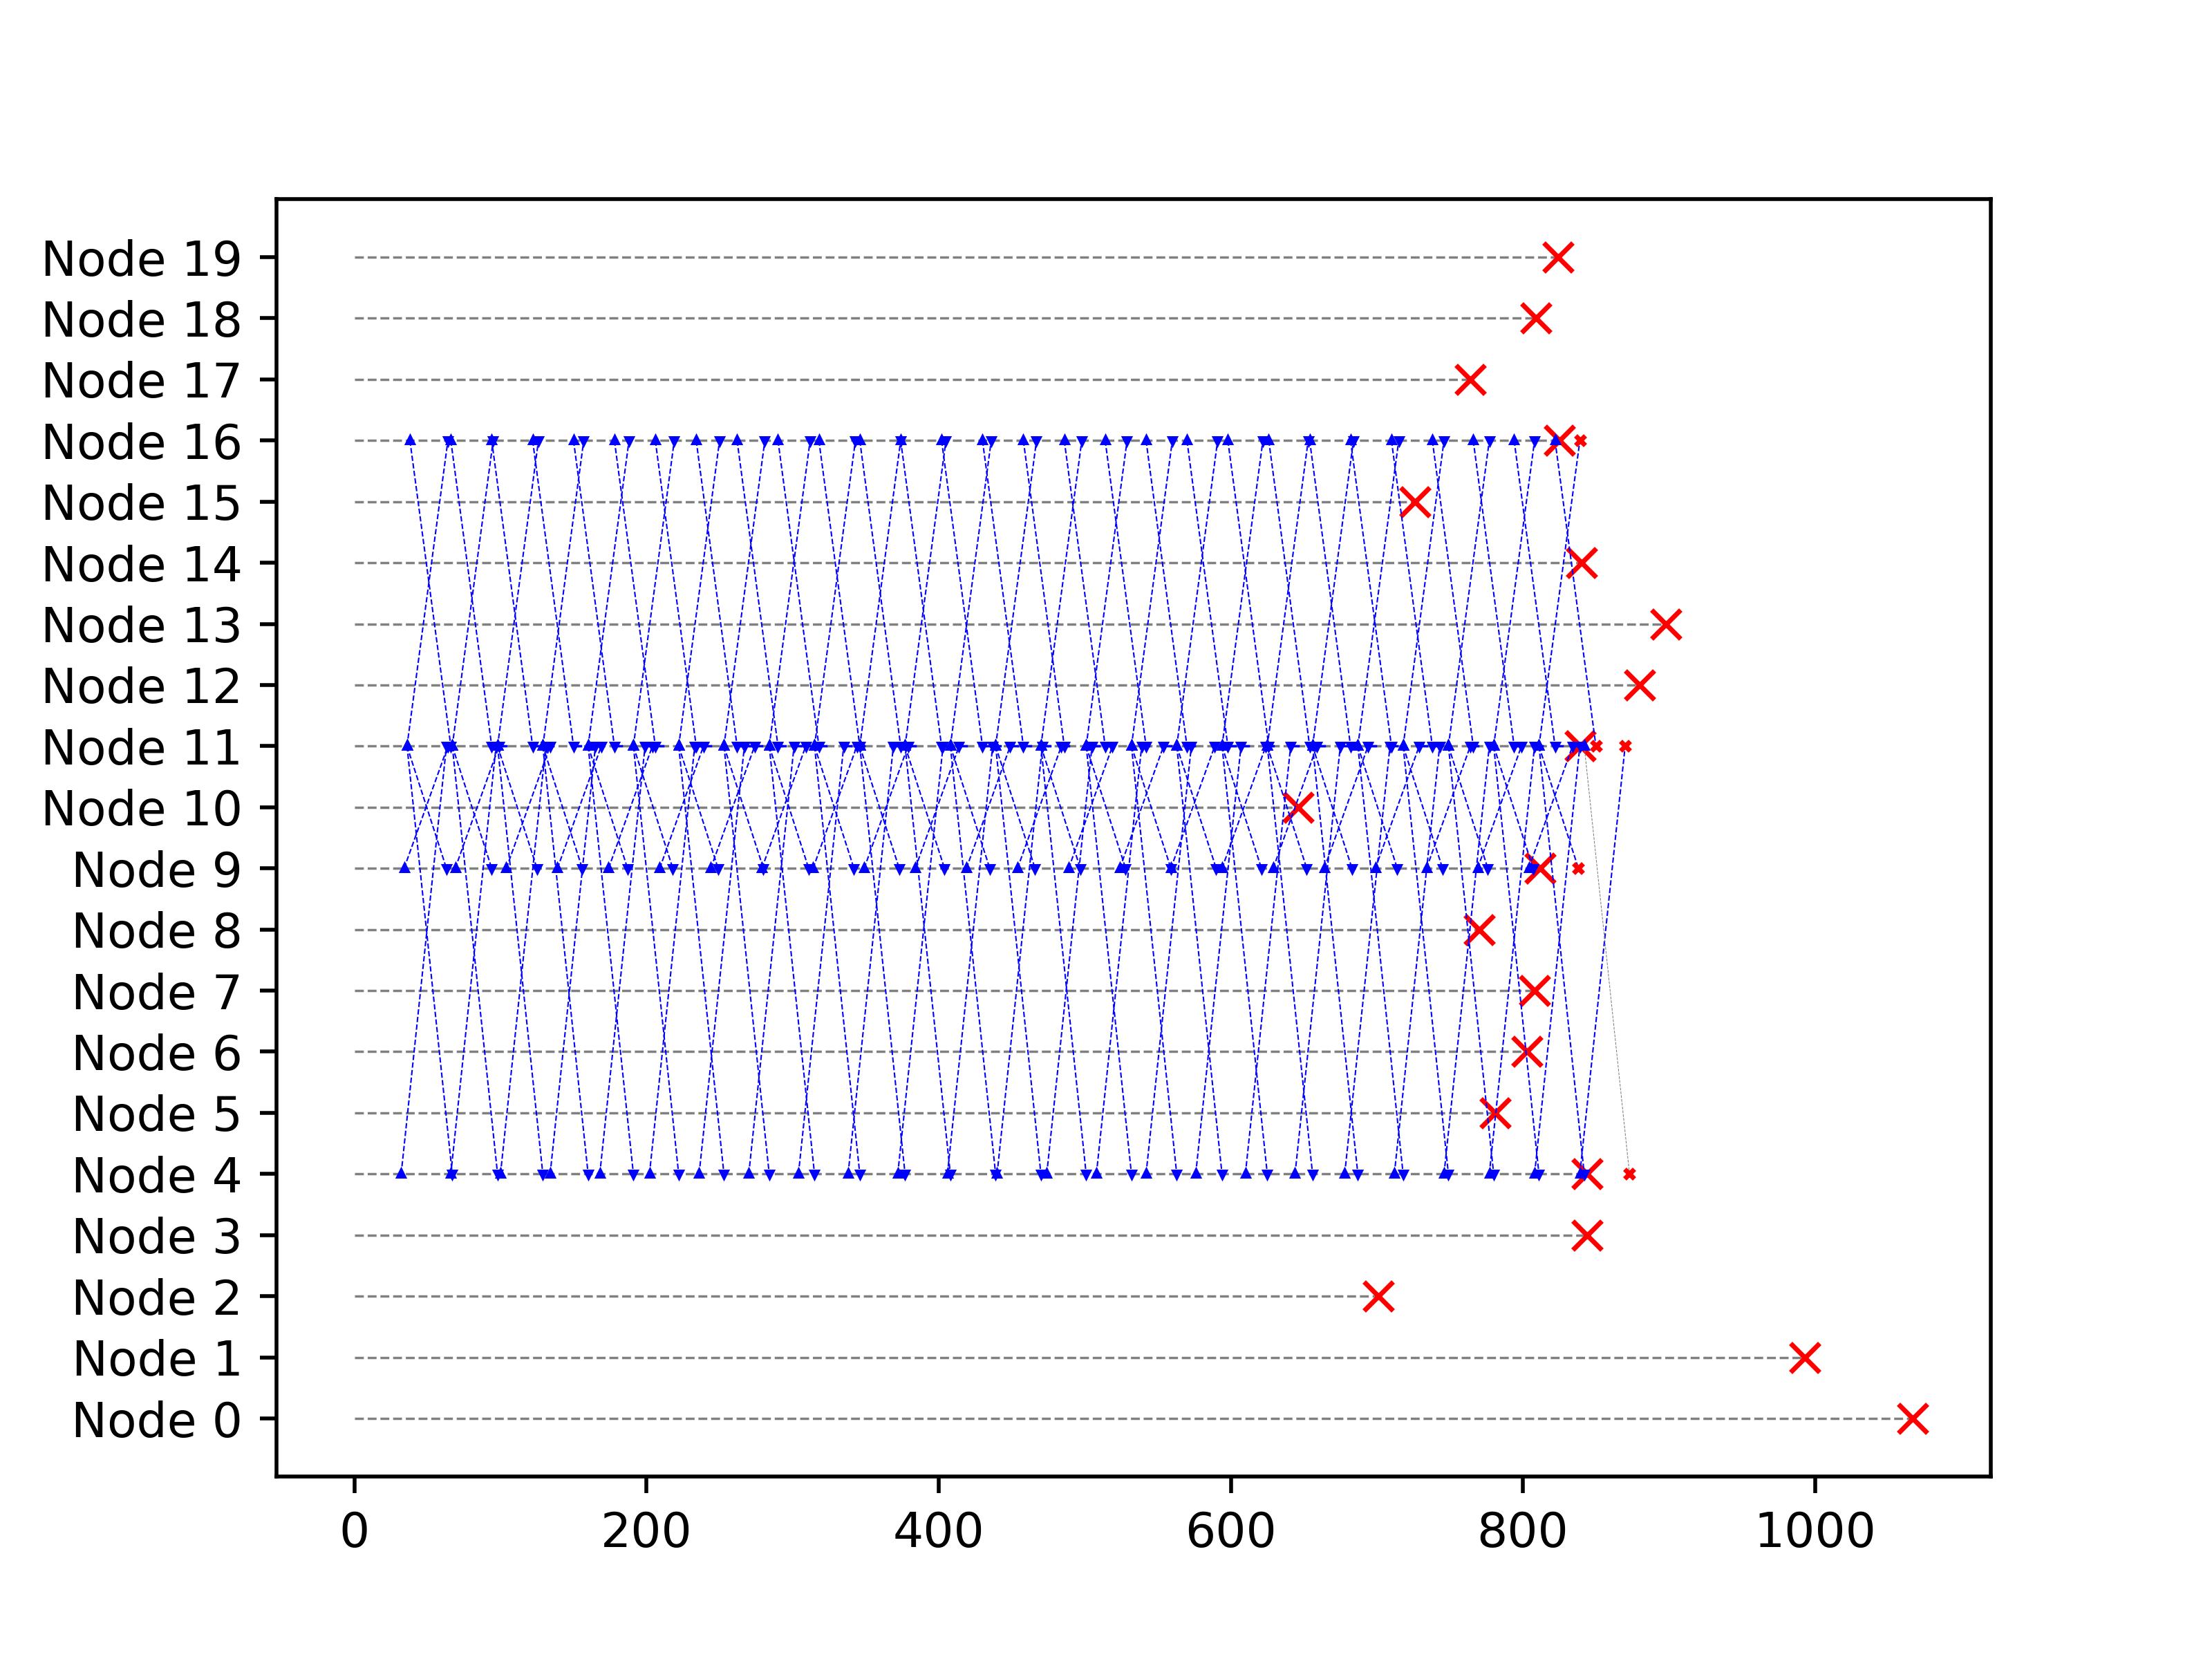 Node 19
Node 18
Node 17
Node 16
Node 15
Node 14
Node 13
Node 12
Node 11
Node 10
Node 9
Node 8
Node 7
Node 6
Node 5
Node 4
Node 3
Node 2
Node 1
Node 0
0 200 400 600 800 1000